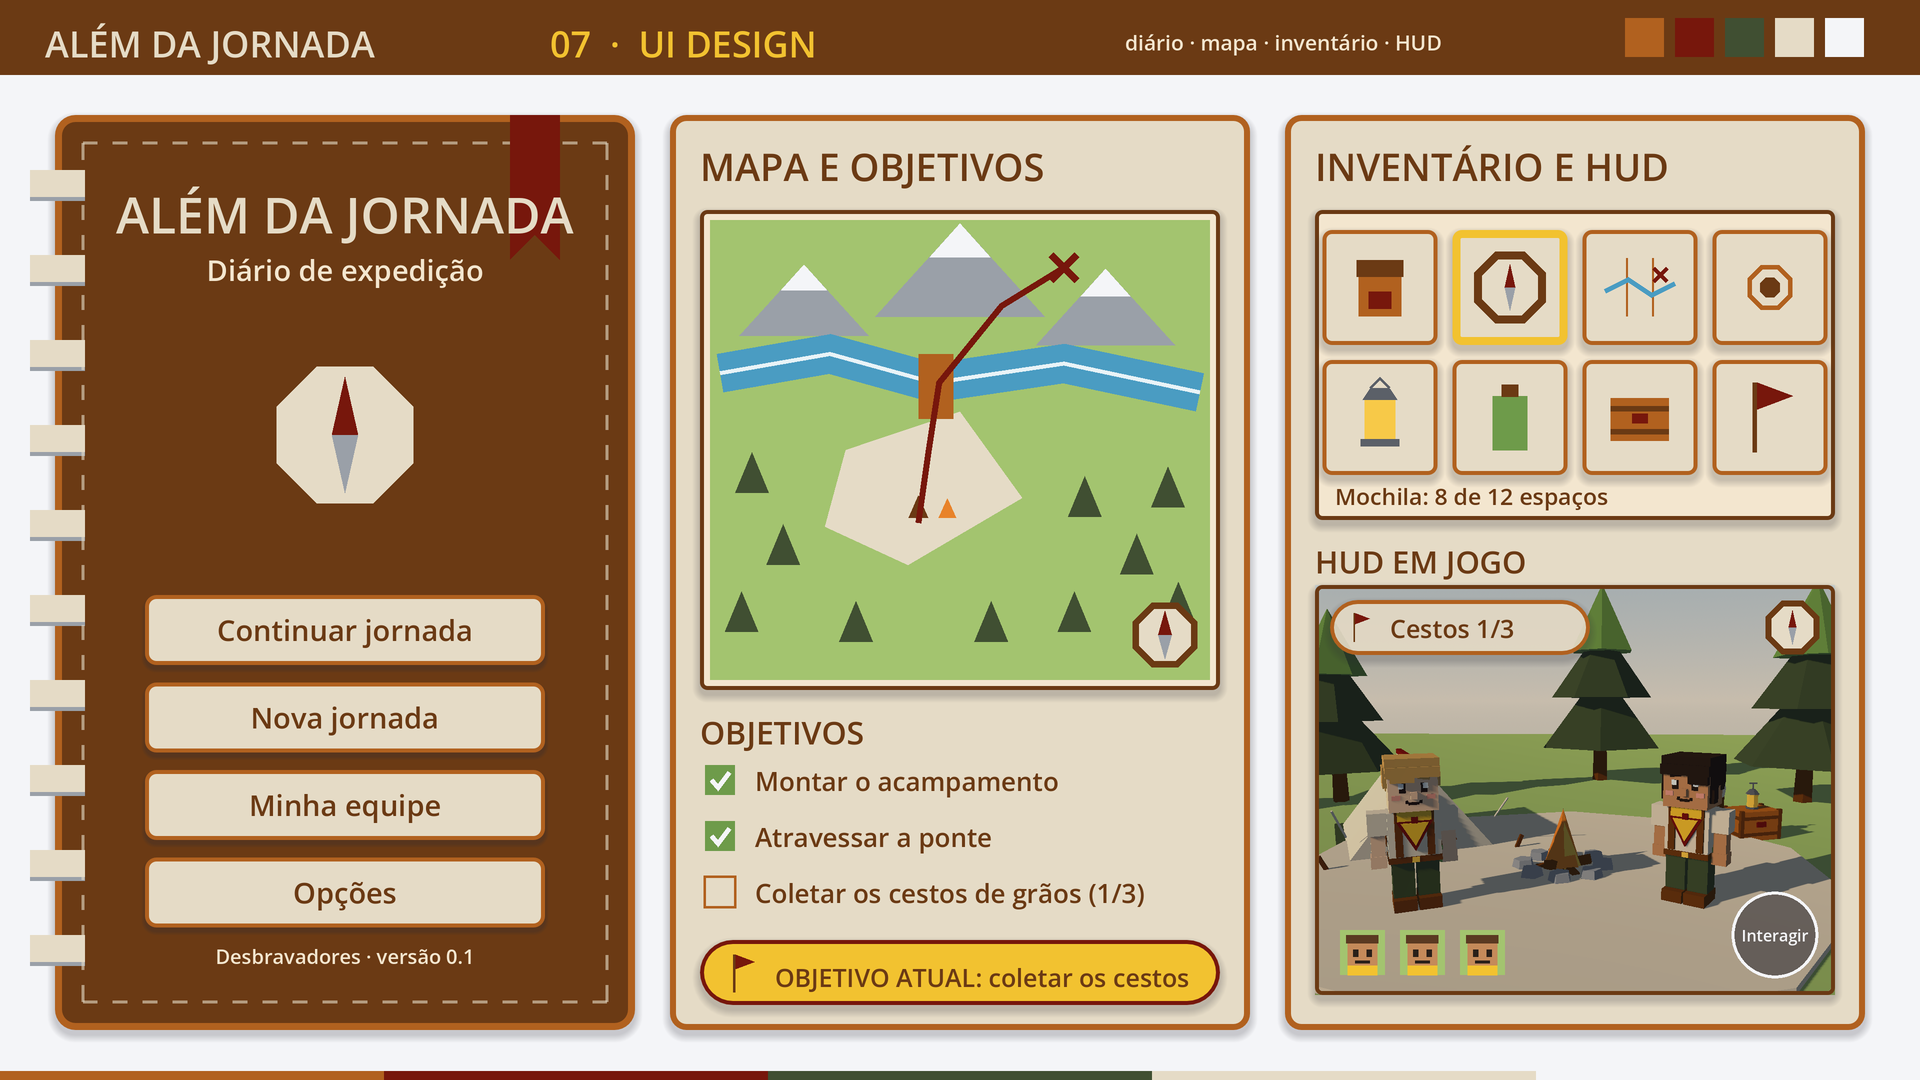 ALÉM DA JORNADA
07 · UI DESIGN
diário · mapa · inventário · HUD
ALÉM DA JORNADA
Diário de expedição
Continuar jornada
Nova jornada
Minha equipe
Opções
Desbravadores · versão 0.1
MAPA E OBJETIVOS
OBJETIVOS
Montar o acampamento
Atravessar a ponte
Coletar os cestos de grãos (1/3)
OBJETIVO ATUAL: coletar os cestos
INVENTÁRIO E HUD
Mochila: 8 de 12 espaços
HUD EM JOGO
Cestos 1/3
Interagir